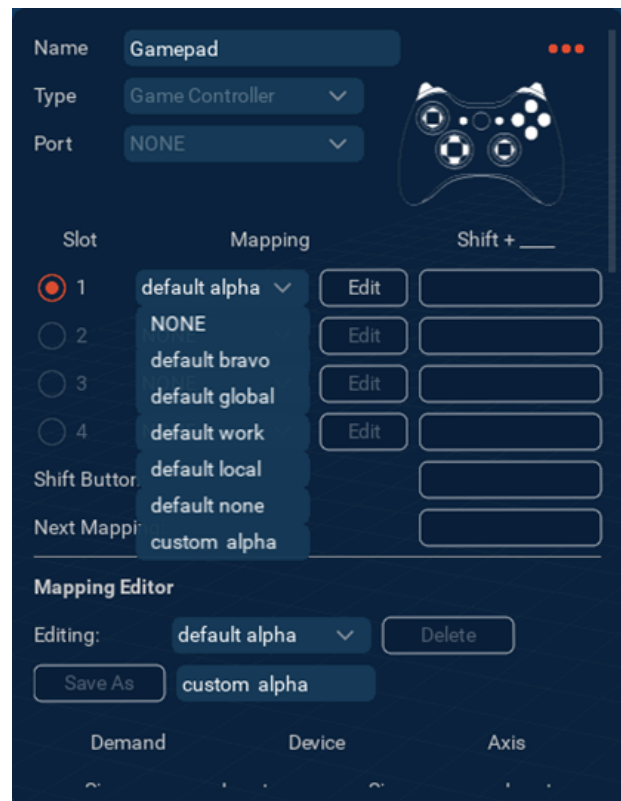 Name Gamepad
Type Game Controller
Port NONE
Slot Mapping Shift + ___
1 default alpha Edit
NONE
2 Edit
default bravo
3 Edit
default global
4 default work Edit
default local
Shift Button
default none
Next Mapping
custom alpha
Mapping Editor
Editing: default alpha Delete
Save As custom alpha
Demand Device Axis